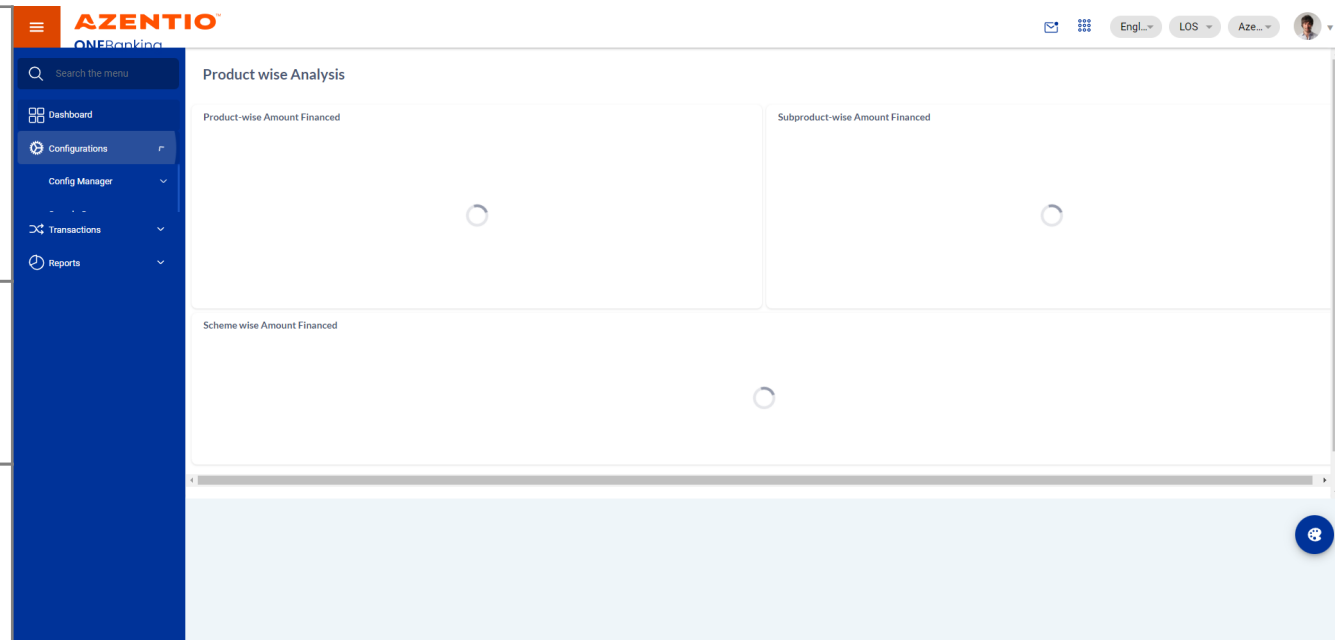 AZENTIO
ONEBanking
Engl...
LOS
Aze...
Search the menu
Product wise Analysis
Dashboard
Product-wise Amount Financed
Subproduct-wise Amount Financed
Configurations
Config Manager
Transactions
Reports
Scheme wise Amount Financed